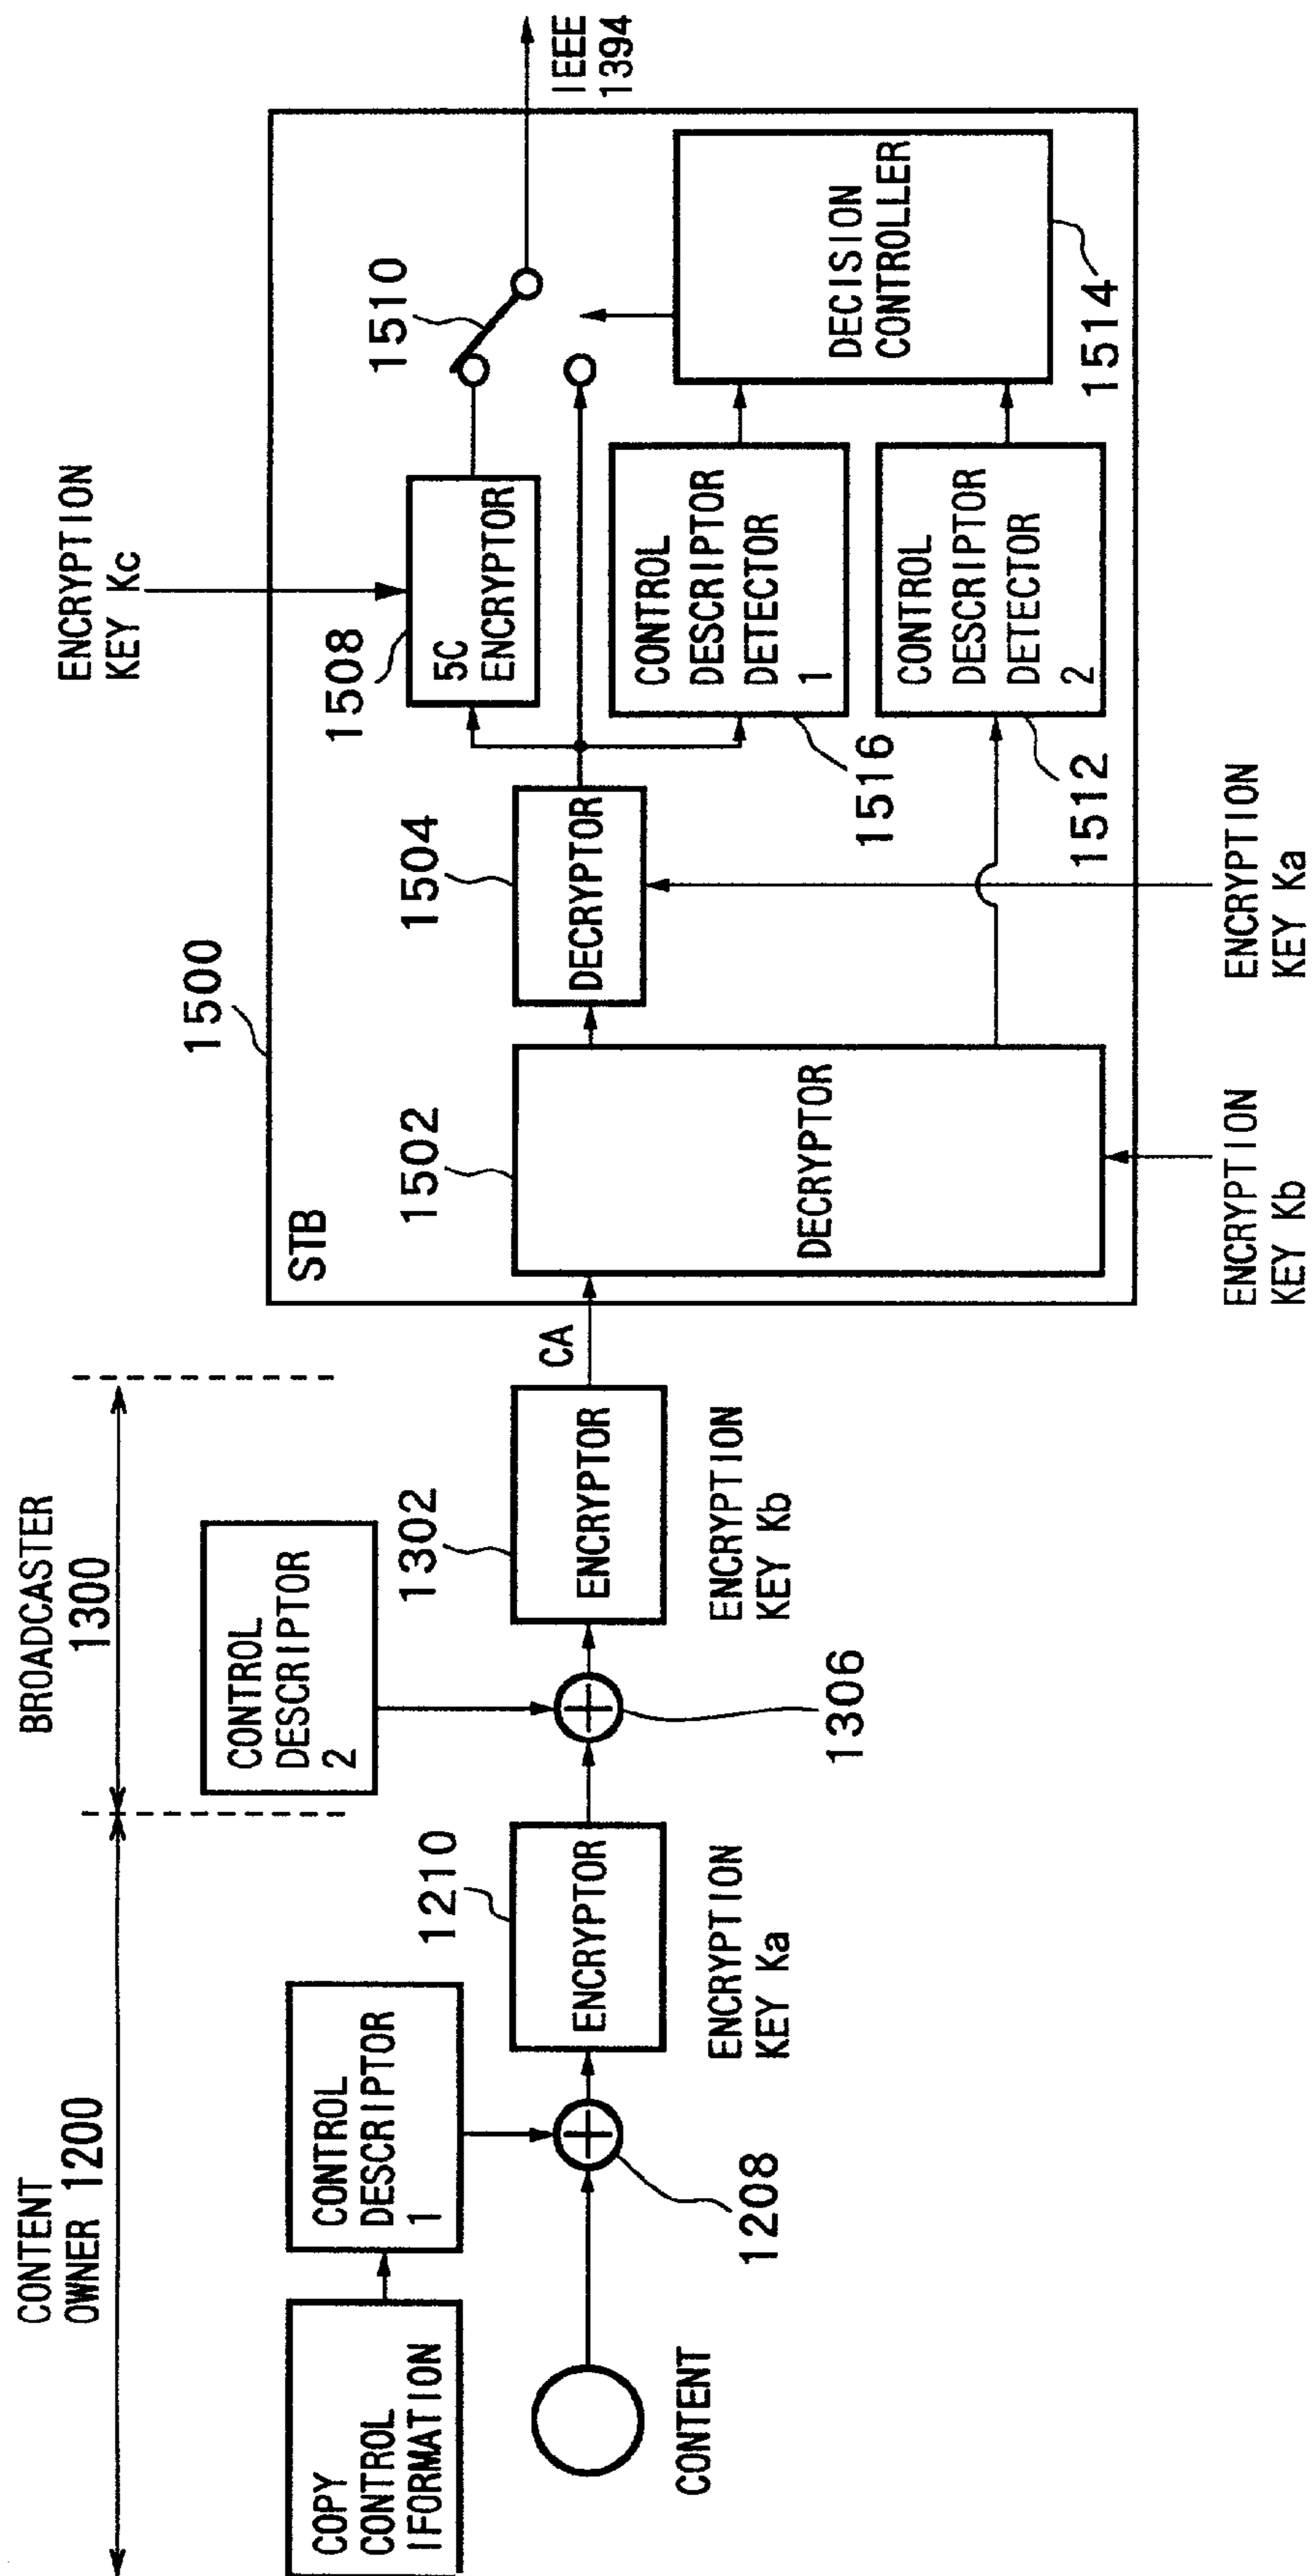 CONTENT
OWNER 1200
BROADCASTER
1300
COPY
CONTROL
IFORMATION
CONTROL
DESCRIPTOR
1
CONTENT
1208
1210
ENCRYPTOR
ENCRYPTION
KEY Ka
CONTROL
DESCRIPTOR
2
1306
1302
ENCRYPTOR
ENCRYPTION
KEY Kb
CA
1500
STB
1502
DECRYPTOR
ENCRYPTION
KEY Kb
1504
DECRYPTOR
ENCRYPTION
KEY Ka
ENCRYPTION
KEY Kc
1508
5C
ENCRYPTOR
1510
CONTROL
DESCRIPTOR
DETECTOR
1
1516
CONTROL
DESCRIPTOR
DETECTOR
2
1512
DECISION
CONTROLLER
1514
IEEE
1394